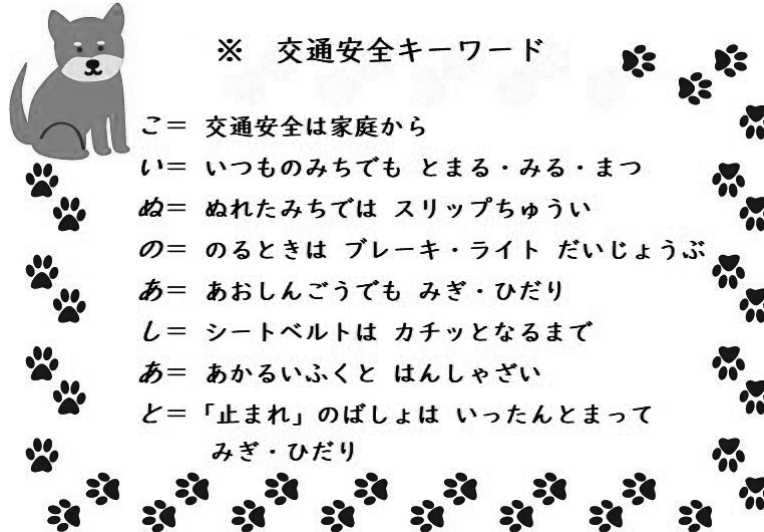 ※ 交通安全キーワード
こ＝ 交通安全は家庭から
い＝ いつものみちでも とまる・みる・まつ
ぬ＝ ぬれたみちでは スリップちゅうい
の＝ のるときは ブレーキ・ライト だいじょうぶ
あ＝ あおしんごうでも みぎ・ひだり
し＝ シートベルトは カチッとなるまで
あ＝ あかるいふくと はんしゃざい
と＝「止まれ」のばしょは いったんとまって
みぎ・ひだり